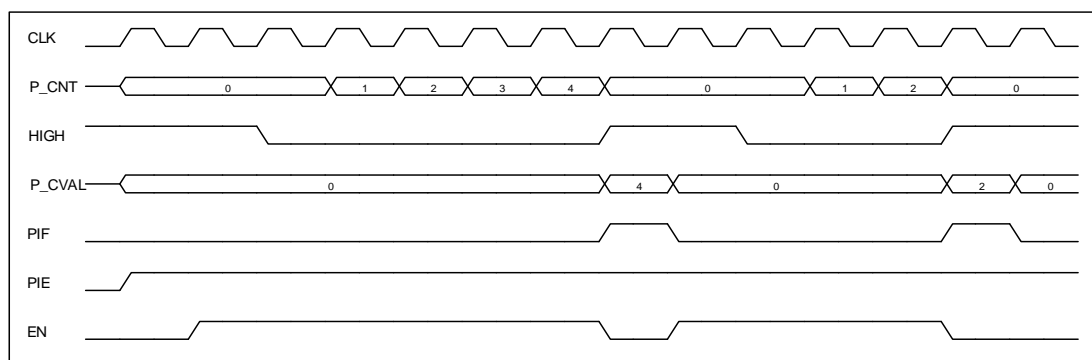 CLK
P_CNT 0 1 2 3 4 0 1 2 0
HIGH
P_CVAL 0 4 0 2 0
PIF
PIE
EN